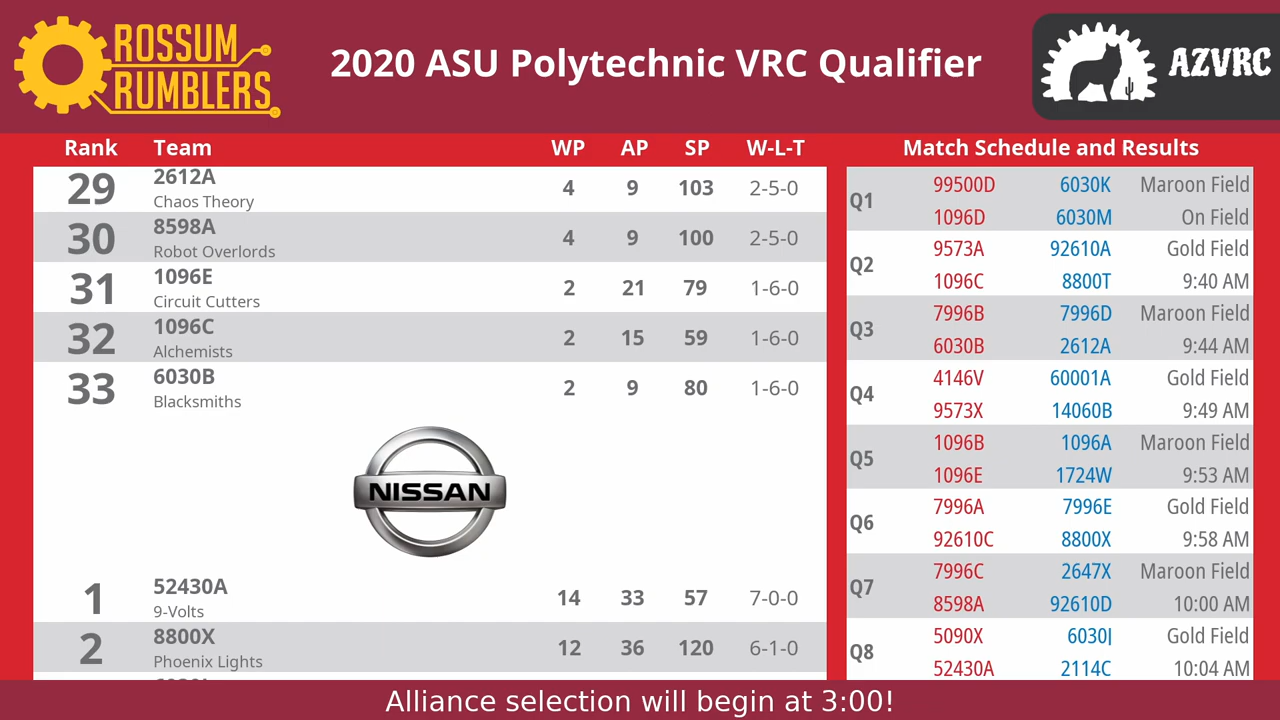 ROSSUM
RUMBLERS
2020 ASU Polytechnic VRC Qualifier
AZVRC
Rank Team WP AP SP W-L-T
29 2612A Chaos Theory 4 9 103 2-5-0
30 8598A Robot Overlords 4 9 100 2-5-0
31 1096E Circuit Cutters 2 21 79 1-6-0
32 1096C Alchemists 2 15 59 1-6-0
33 6030B Blacksmiths 2 9 80 1-6-0
NISSAN
1 52430A 9-Volts 14 33 57 7-0-0
2 8800X Phoenix Lights 12 36 120 6-1-0
Match Schedule and Results
Q1 99500D 6030K Maroon Field
1096D 6030M On Field
Q2 9573A 92610A Gold Field
1096C 8800T 9:40 AM
Q3 7996B 7996D Maroon Field
6030B 2612A 9:44 AM
Q4 4146V 60001A Gold Field
9573X 14060B 9:49 AM
Q5 1096B 1096A Maroon Field
1096E 1724W 9:53 AM
Q6 7996A 7996E Gold Field
92610C 8800X 9:58 AM
Q7 7996C 2647X Maroon Field
8598A 92610D 10:00 AM
Q8 5090X 6030J Gold Field
52430A 2114C 10:04 AM
Alliance selection will begin at 3:00!